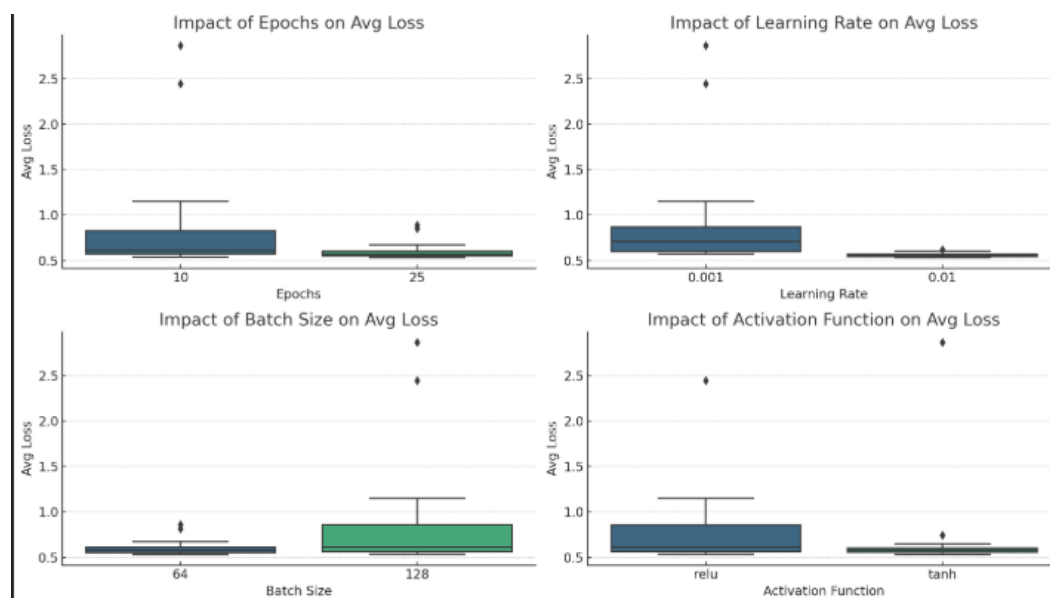 Impact of Epochs on Avg Loss
Avg Loss
2.5
2.0
1.5
1.0
0.5
10
25
Epochs
Impact of Learning Rate on Avg Loss
Avg Loss
2.5
2.0
1.5
1.0
0.5
0.001
0.01
Learning Rate
Impact of Batch Size on Avg Loss
Avg Loss
2.5
2.0
1.5
1.0
0.5
64
128
Batch Size
Impact of Activation Function on Avg Loss
Avg Loss
2.5
2.0
1.5
1.0
0.5
relu
tanh
Activation Function